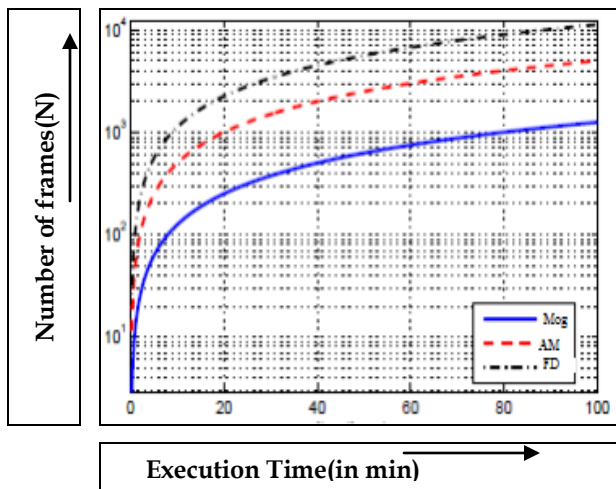 Number of frames(N)
10^4
10^3
10^2
10^1
0 20 40 60 80 100
Mog
AM
FD
Execution Time(in min)